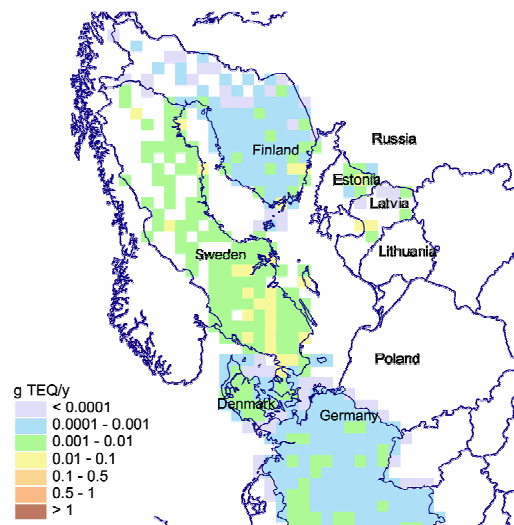 Russia
Finland
Estonia
Latvia
Sweden
Lithuania
Poland
g TEQ/y
< 0.0001
0.0001 - 0.001
0.001 - 0.01
0.01 - 0.1
0.1 - 0.5
0.5 - 1
> 1
Denmark
Germany